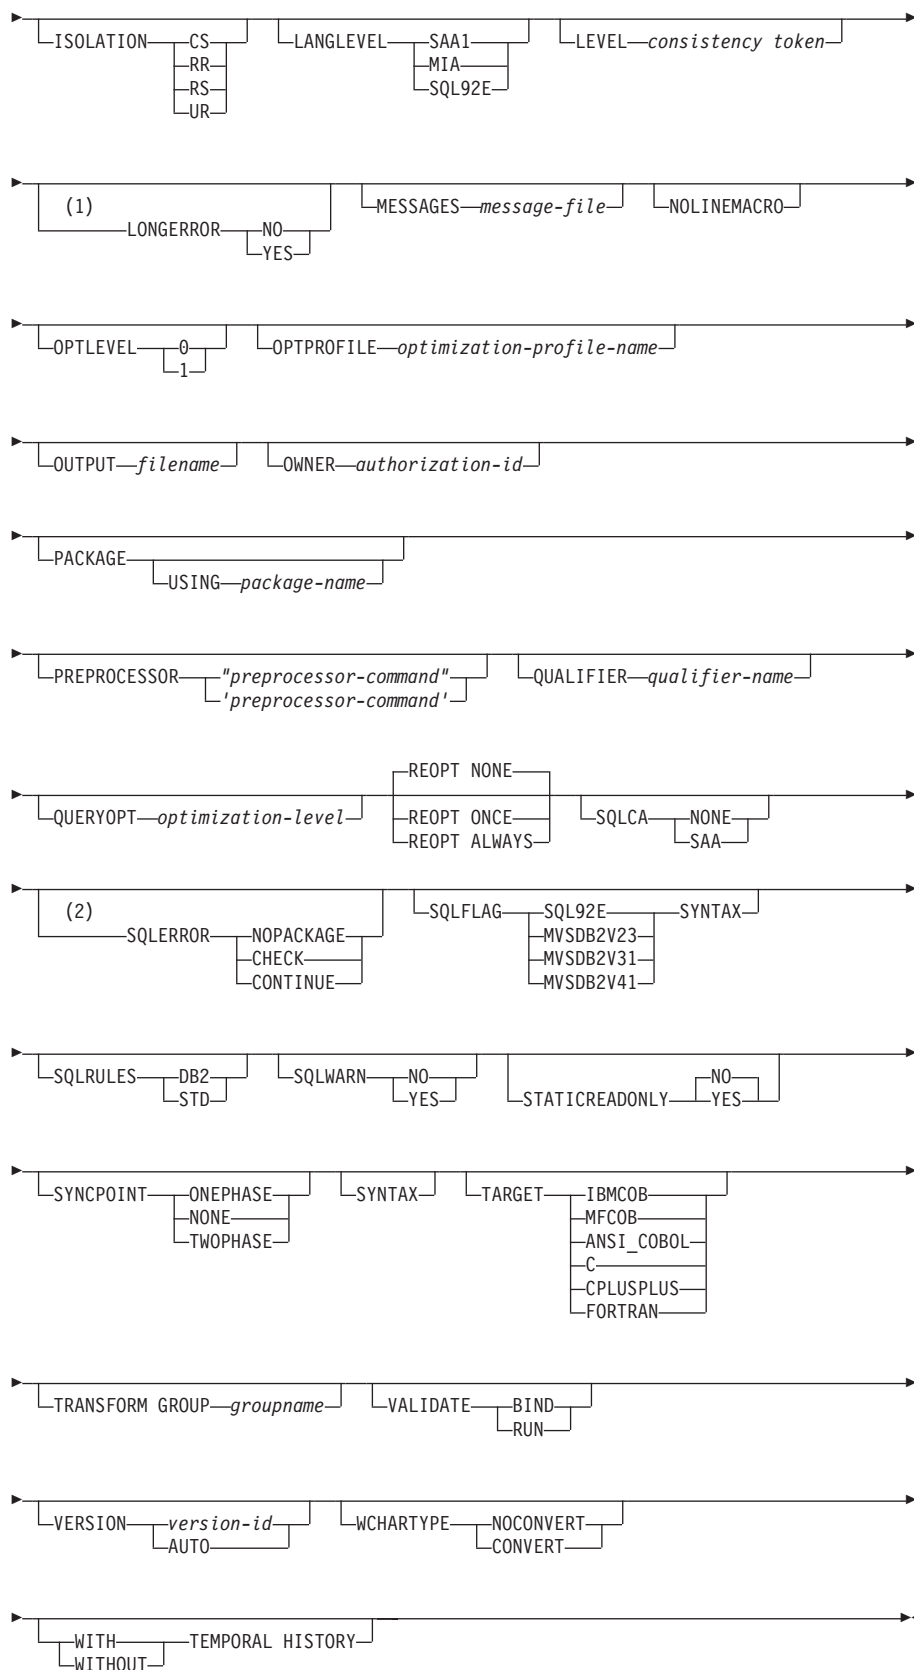 ISOLATION CS LANGLEVEL SAA1 LEVEL consistency token
RR MIA
RS SQL92E
UR
(1) MESSAGES message-file NOLINEMACRO
LONGERROR NO
YES
OPTLEVEL 0 OPTPROFILE optimization-profile-name
1
OUTPUT filename OWNER authorization-id
PACKAGE
USING package-name
PREPROCESSOR "preprocessor-command" QUALIFIER qualifier-name
'preprocessor-command'
REOPT NONE
QUERYOPT optimization-level REOPT ONCE SQLCA NONE
REOPT ALWAYS SAA
(2) SQLFLAG SQL92E SYNTAX
SQLERROR NOPACKAGE MVSDB2V23
CHECK MVSDB2V31
CONTINUE MVSDB2V41
SQLRULES DB2 SQLWARN NO NO
STD YES STATICREADONLY YES
SYNCPOINT ONEPHASE SYNTAX TARGET IBMCOB
NONE MFCOB
TWOPHASE ANSI_COBOL
C
CPLUSPLUS
FORTRAN
TRANSFORM GROUP groupname VALIDATE BIND
RUN
VERSION version-id WCHARTYPE NOCONVERT
AUTO CONVERT
WITH TEMPORAL HISTORY
WITHOUT